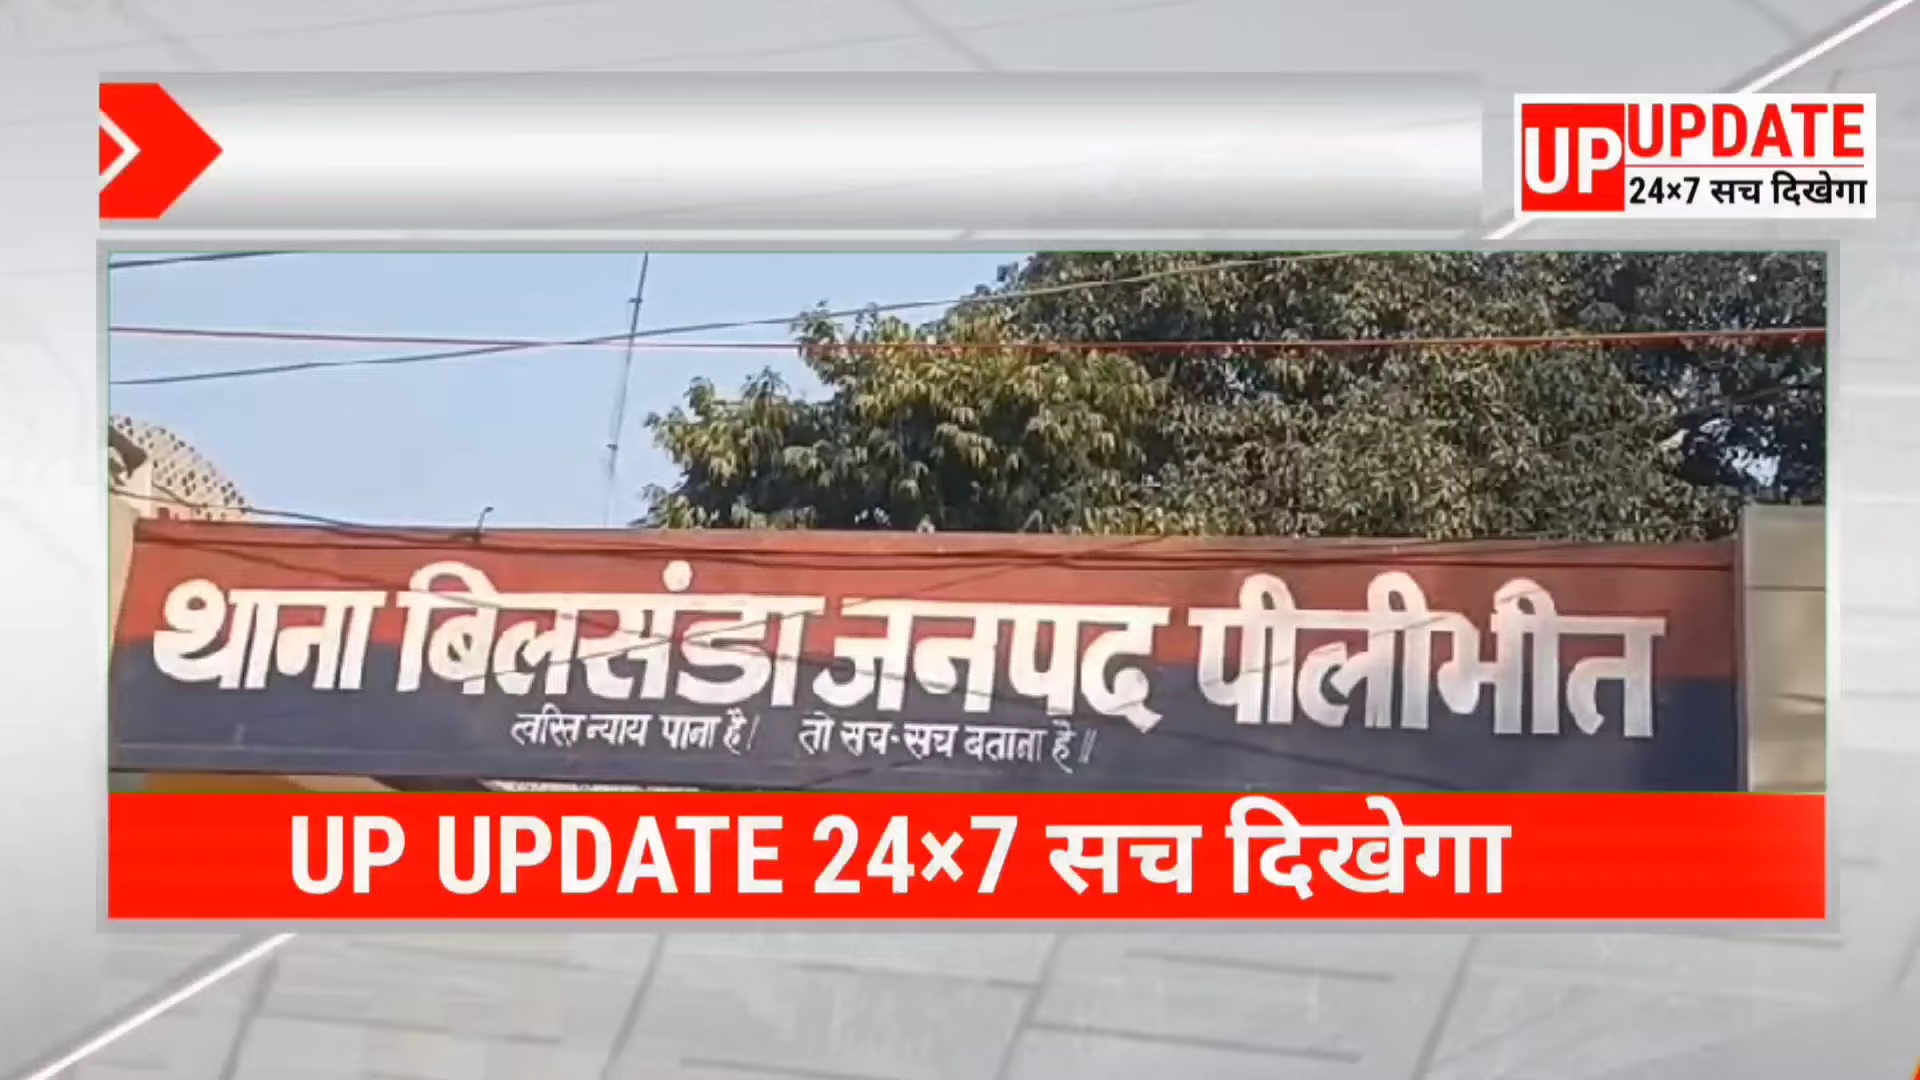 UP UPDATE
24×7 सच दिखेगा
थाना बिलसंडा जनपद पीलीभीत
त्वरित न्याय पाना है। तो सच-सच बताना है॥
UP UPDATE 24×7 सच दिखेगा